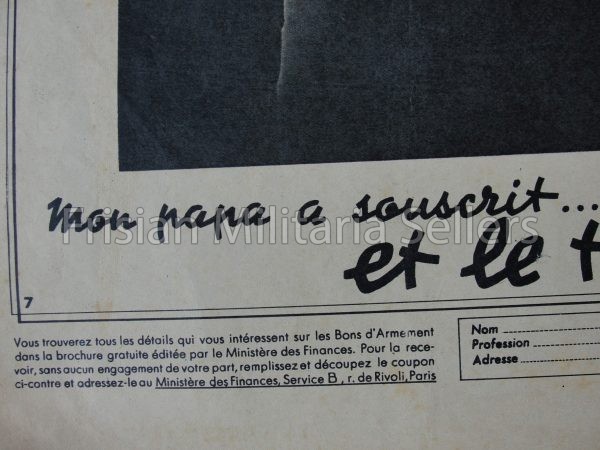 Mon papa a souscrit...
Frisian Militaria Sellers
et le t
7
Vous trouverez tous les détails qui vous intéressent sur les Bons d'Armement
dans la brochure gratuite éditée par le Ministère des Finances. Pour la rece-
voir, sans aucun engagement de votre part, remplissez et découpez le coupon
ci-contre et adressez-le au Ministère des Finances, Service B, r. de Rivoli, Paris
Nom
Profession
Adresse